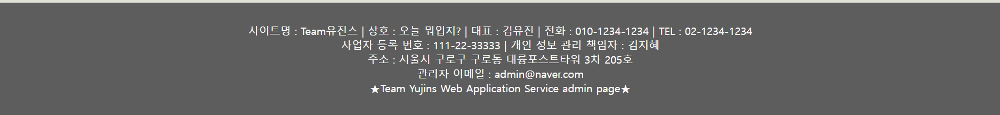 사이트명 : Team유진스 | 상호 : 오늘 뭐입지? | 대표 : 김유진 | 전화 : 010-1234-1234 | TEL : 02-1234-1234
사업자 등록 번호 : 111-22-33333 | 개인 정보 관리 책임자 : 김지혜
주소 : 서울시 구로구 구로동 대륭포스트타워 3차 205호
관리자 이메일 : admin@naver.com
★Team Yujins Web Application Service admin page★